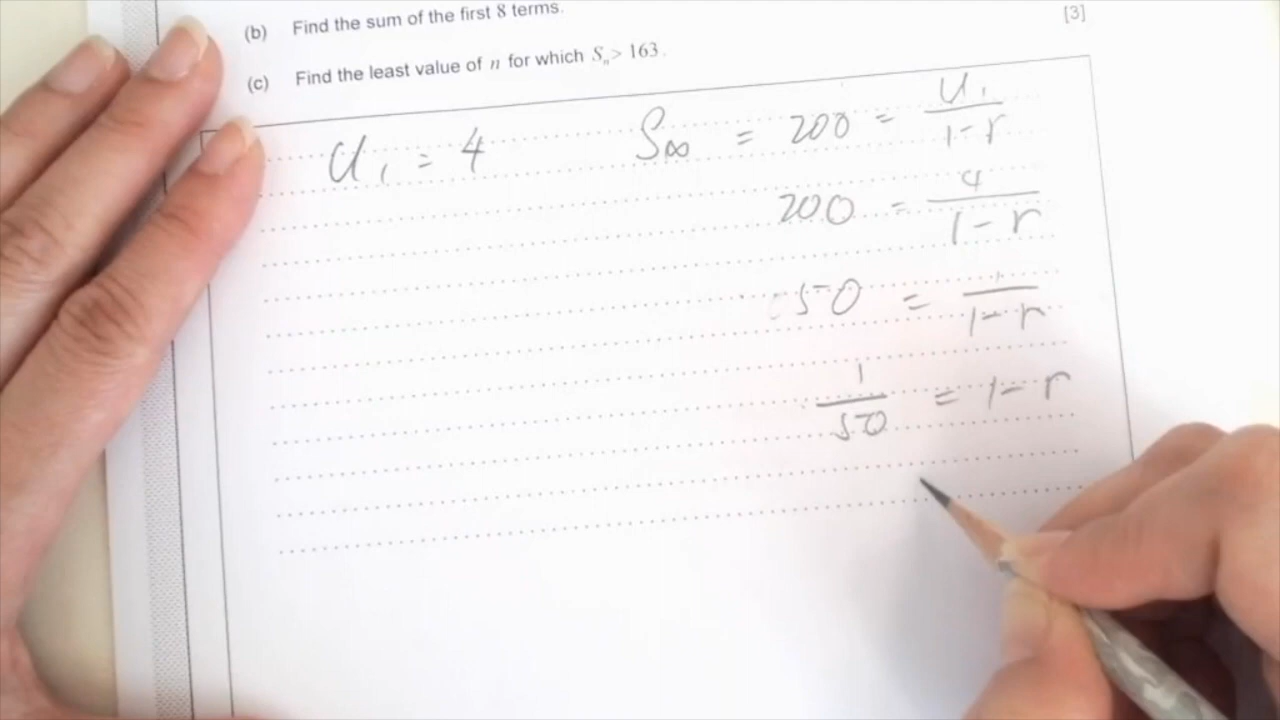 (b) Find the sum of the first 8 terms.
[3]
(c) Find the least value of n for which Sₙ > 163.
u₁ = 4
S∞ = 200 = u₁/(1-r)
200 = 4/(1-r)
50 = 1/(1-r)
1/50 = 1-r